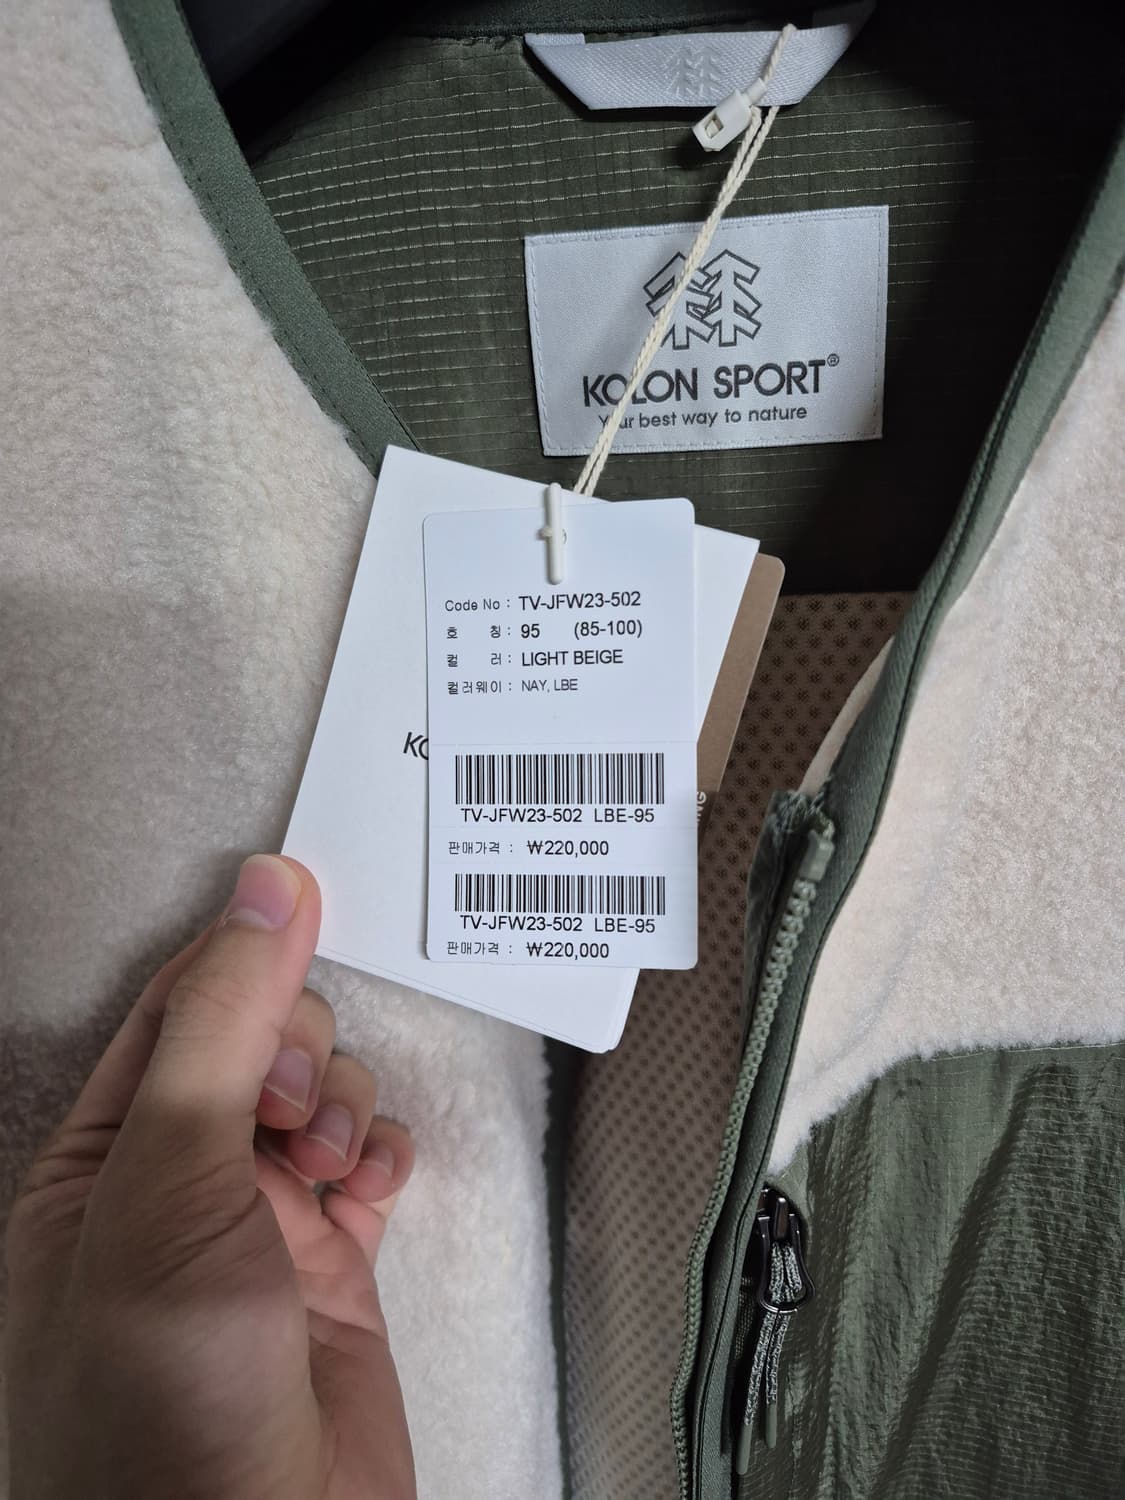 KOLON SPORT®
Your best way to nature
Code No : TV-JFW23-502
호 칭 : 95 (85-100)
컬 러 : LIGHT BEIGE
컬러웨이 : NAY, LBE
TV-JFW23-502 LBE-95
판매가격 : ₩220,000
TV-JFW23-502 LBE-95
판매가격 : ₩220,000